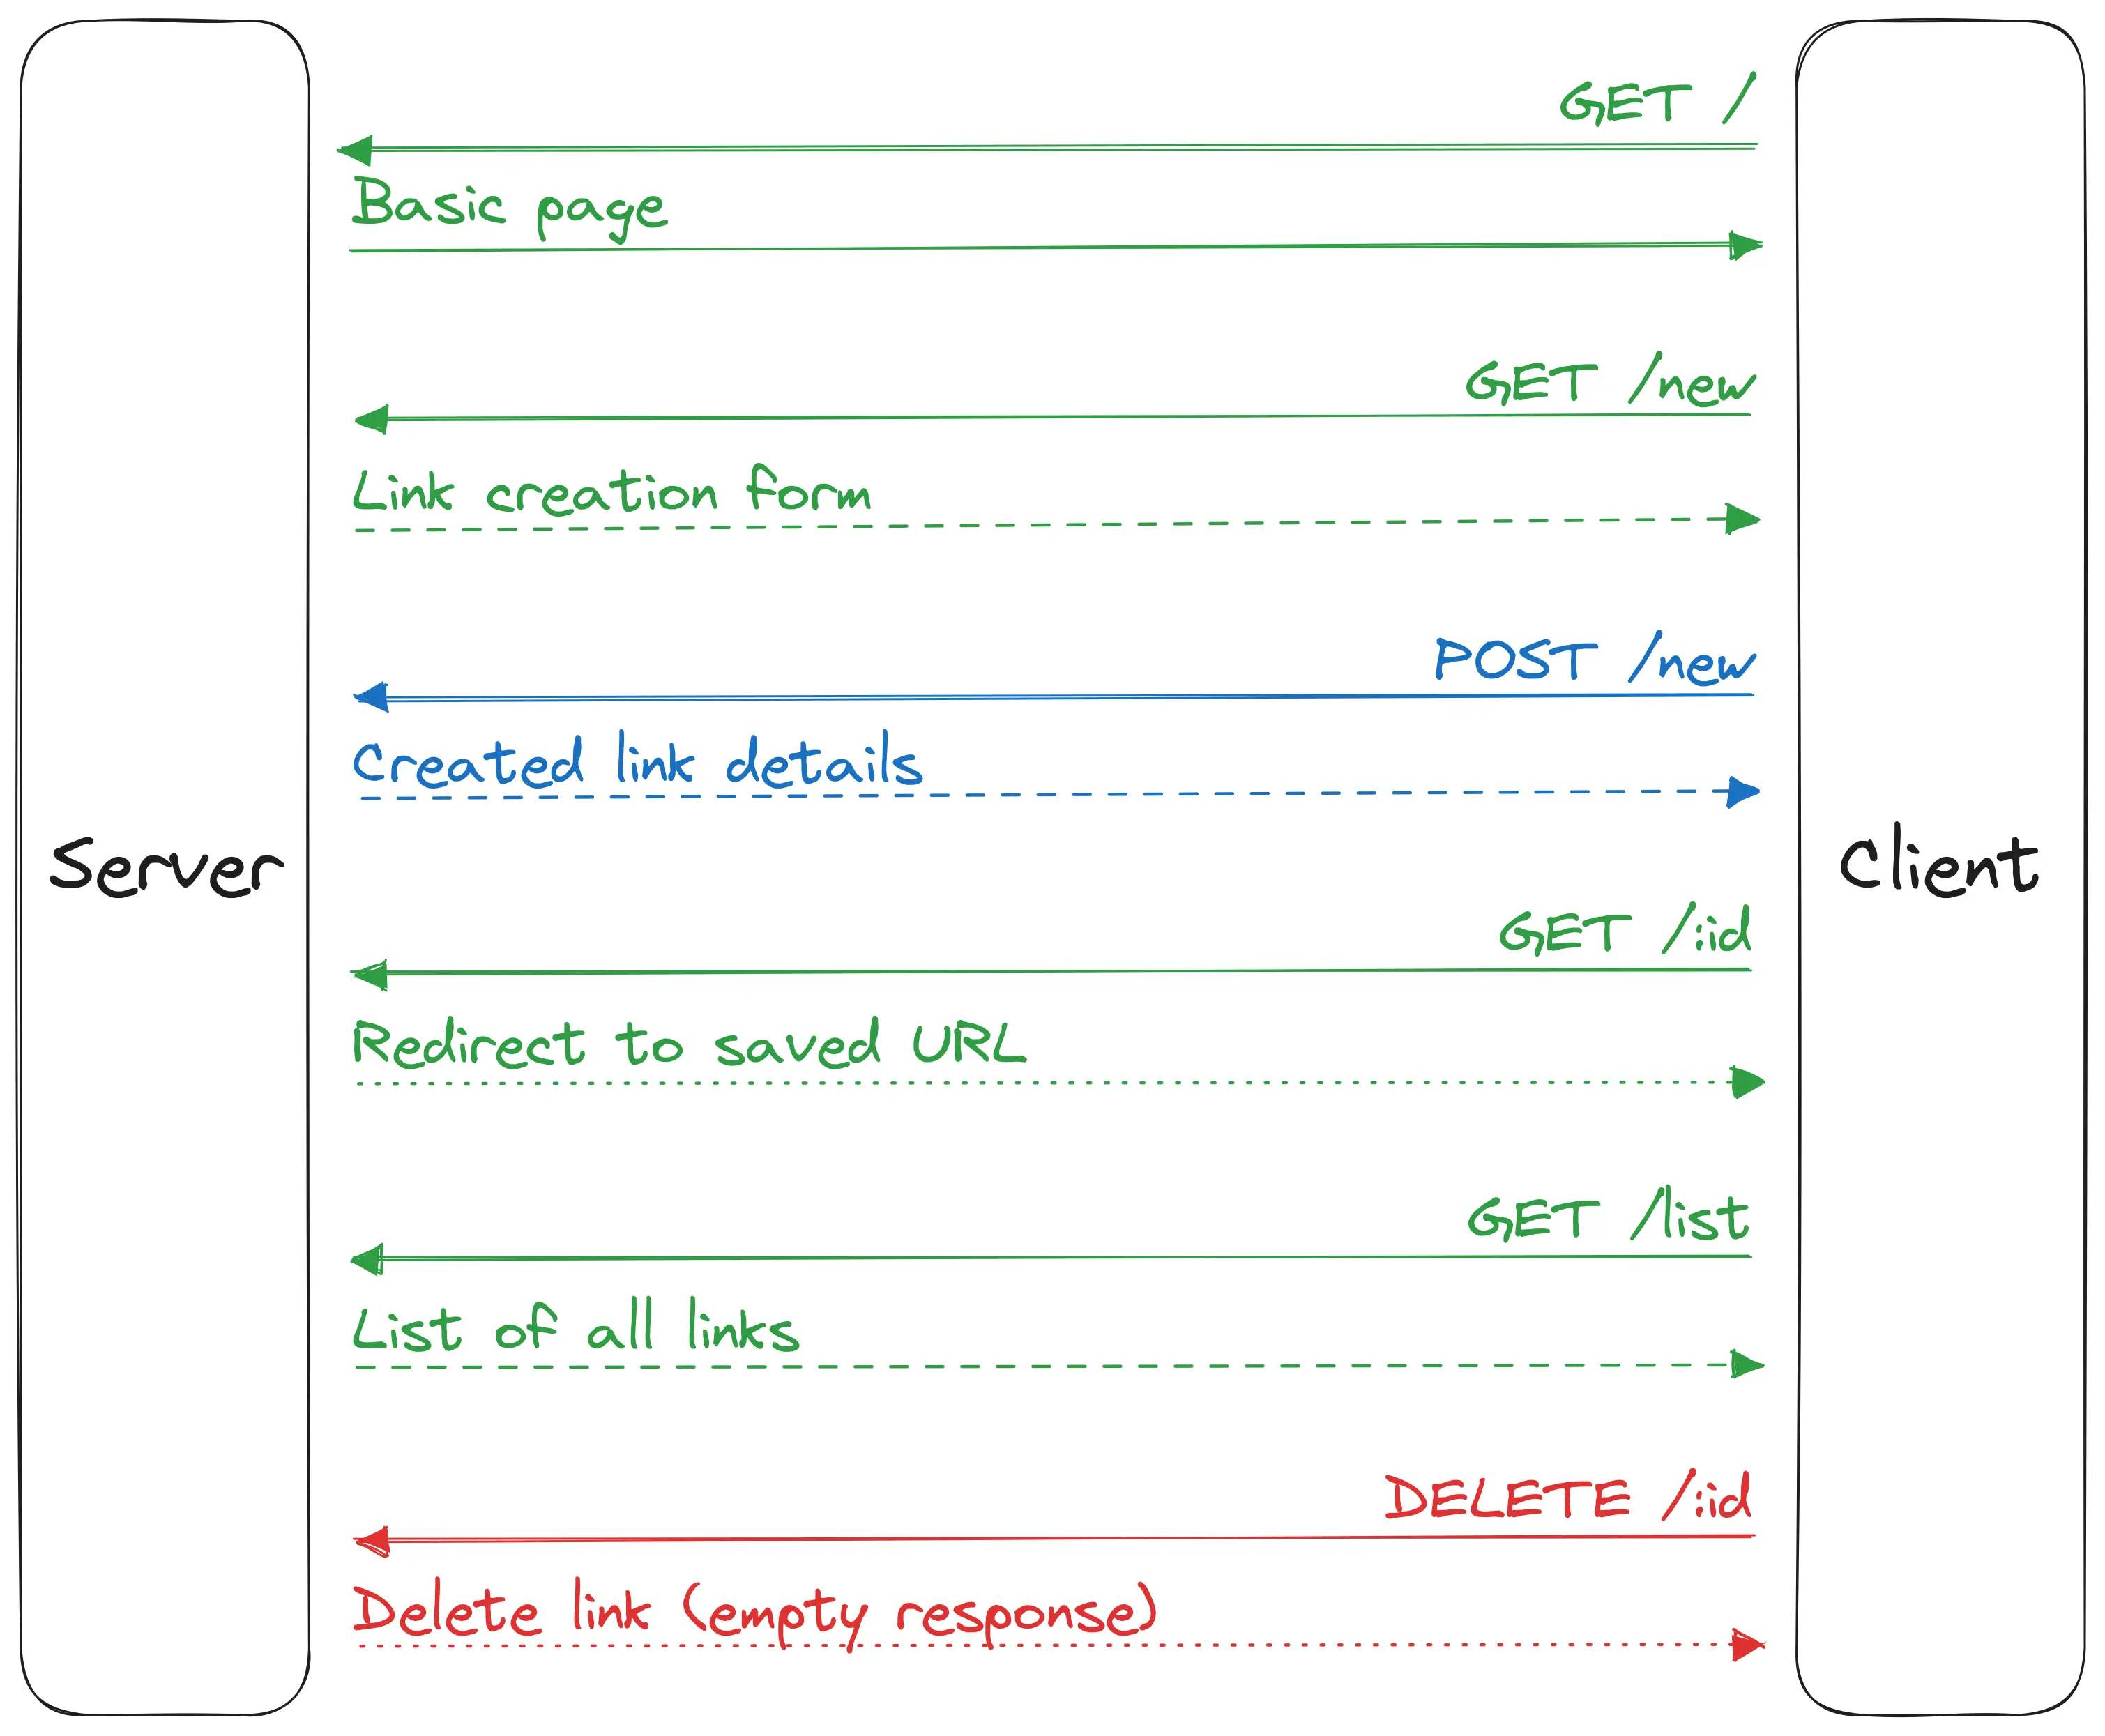 GET /
Basic page
GET /new
Link creation form
POST /new
Created link details
Server
Client
GET /:id
Redirect to saved URL
GET /list
List of all links
DELETE /:id
Delete link (empty response)